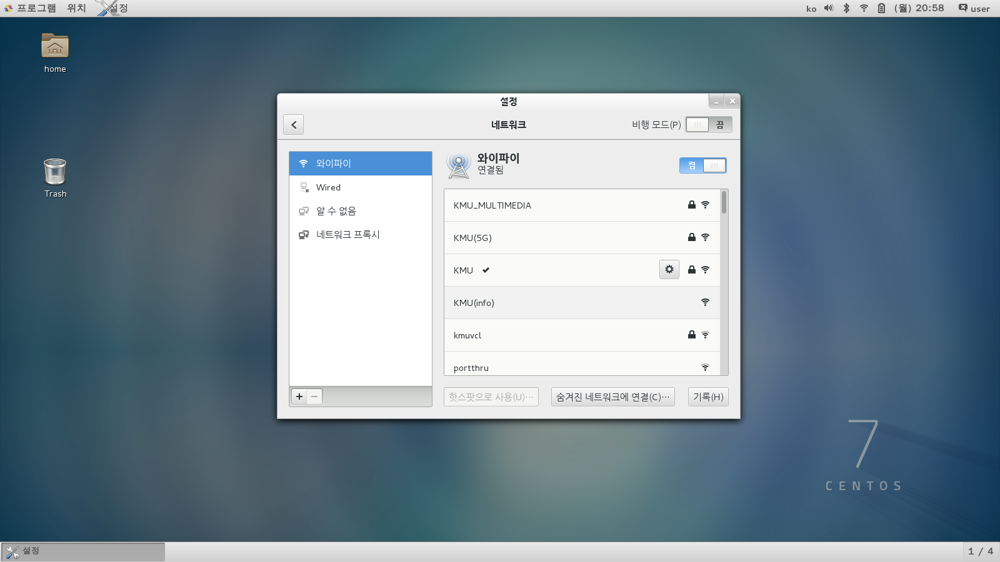 프로그램 위치 설정 ko (월) 20:58 user
home
Trash
설정
네트워크 비행 모드(P) 끔
와이파이
Wired
알 수 없음
네트워크 프록시
와이파이
연결됨
켬
KMU_MULTIMEDIA
KMU(5G)
KMU
KMU(info)
kmuvcl
portthru
핫스팟으로 사용(U)…
숨겨진 네트워크에 연결(C)…
기록(H)
7
CENTOS
설정
1 / 4